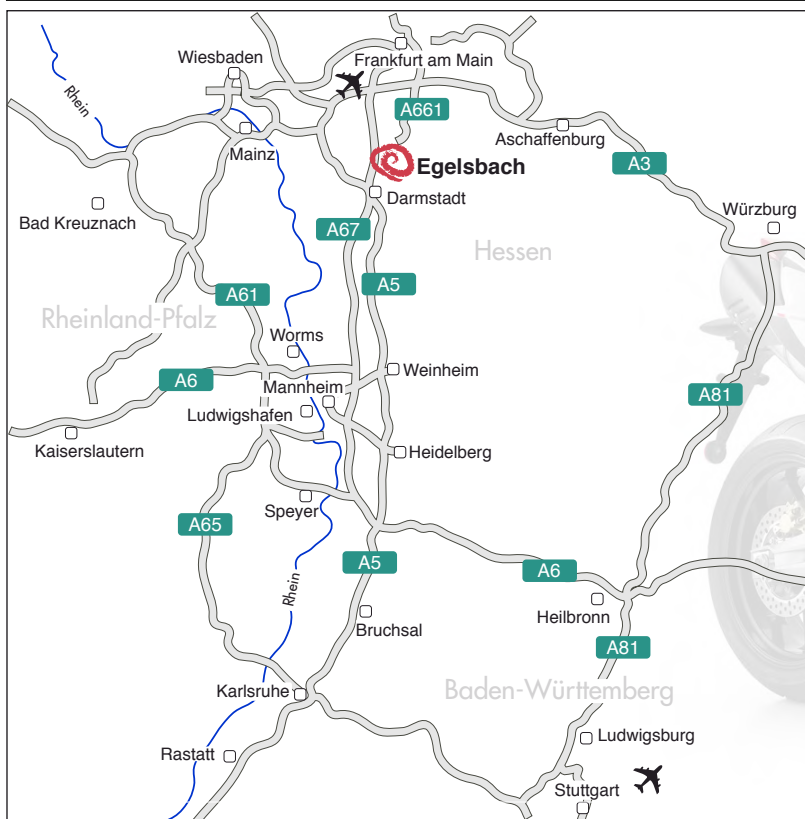 Wiesbaden
Frankfurt am Main
Rhein
A661
Mainz
Aschaffenburg
Egelsbach
A3
Darmstadt
Bad Kreuznach
Würzburg
A67
Hessen
A5
A61
Rheinland-Pfalz
Worms
Weinheim
A6
Mannheim
A81
Ludwigshafen
Kaiserslautern
Heidelberg
Speyer
A65
A5
A6
Rhein
Heilbronn
Bruchsal
A81
Karlsruhe
Baden-Württemberg
Ludwigsburg
Rastatt
Stuttgart